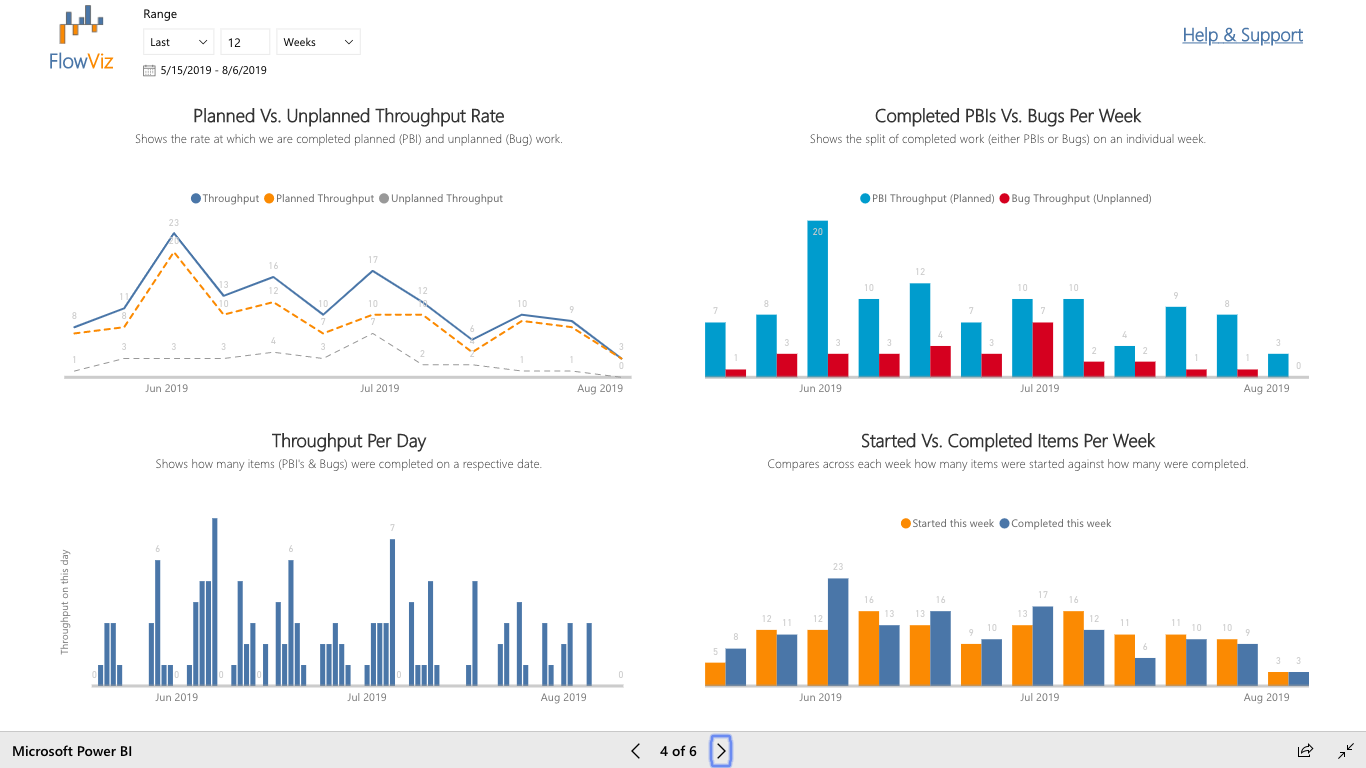 FlowViz
Range
Last 12 Weeks
5/15/2019 - 8/6/2019
Help & Support
Planned Vs. Unplanned Throughput Rate
Shows the rate at which we are completed planned (PBI) and unplanned (Bug) work.
Throughput Planned Throughput Unplanned Throughput
23
20
17
16
13
12
12
11
10
10
10
10
10
8
8
9
7
7
6
4
3
1 3 3 3 4 3 2 2 1 1 0
Jun 2019 Jul 2019 Aug 2019
Completed PBIs Vs. Bugs Per Week
Shows the split of completed work (either PBIs or Bugs) on an individual week.
PBI Throughput (Planned) Bug Throughput (Unplanned)
7 1 8 3 20 3 10 3 12 4 7 3 10 7 10 2 4 2 9 1 8 1 3 0
Jun 2019 Jul 2019 Aug 2019
Throughput Per Day
Shows how many items (PBI's & Bugs) were completed on a respective date.
Throughput on this day
6 6 7
0 0 0 0 0 0
Jun 2019 Jul 2019 Aug 2019
Started Vs. Completed Items Per Week
Compares across each week how many items were started against how many were completed.
Started this week Completed this week
5 8 12 11 12 23 16 13 13 16 9 10 13 17 16 12 11 6 11 10 10 9 3 3
Jun 2019 Jul 2019 Aug 2019
Microsoft Power BI
4 of 6